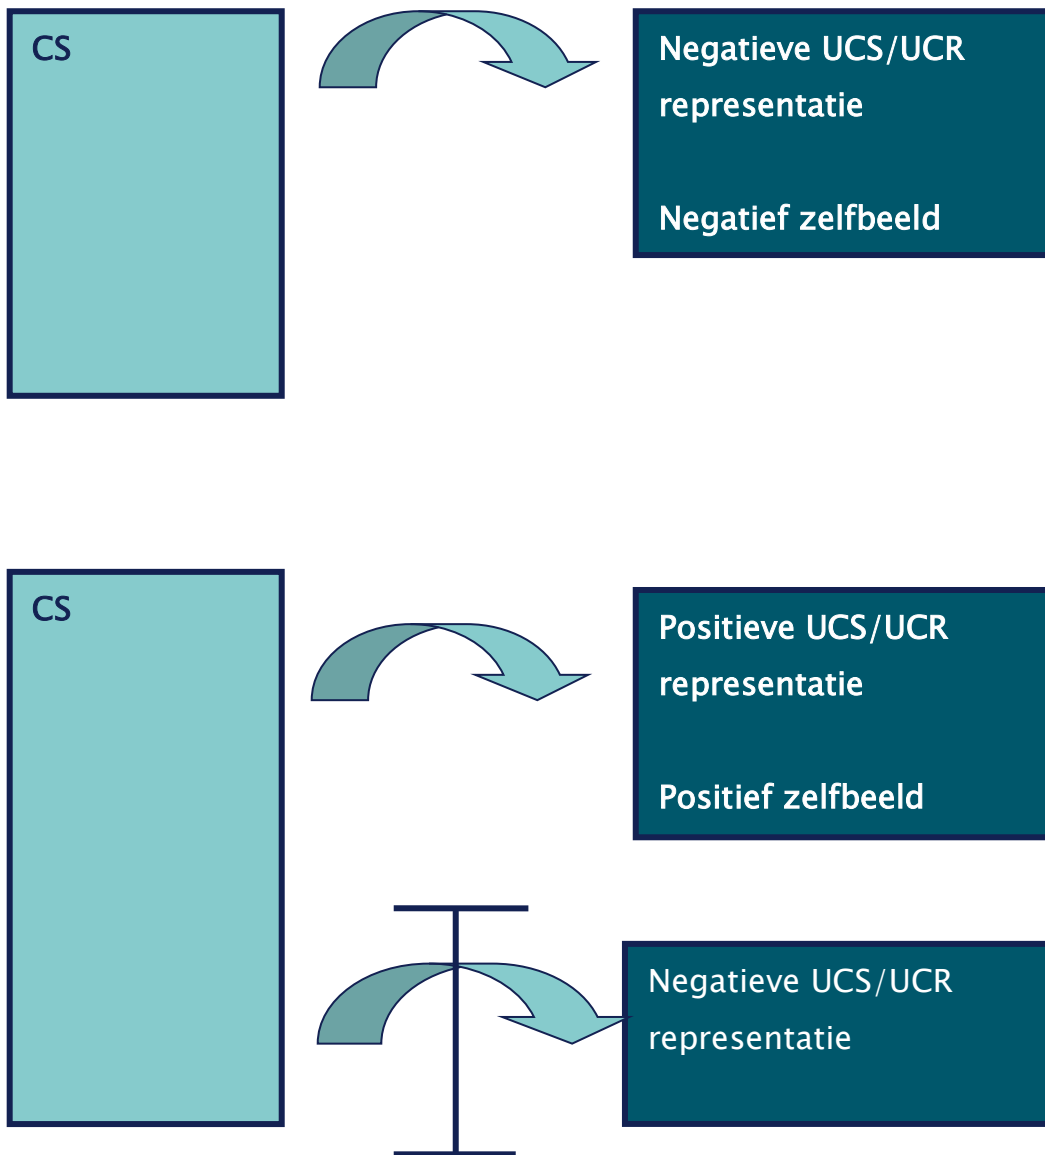 CS
Negatieve UCS/UCR
representatie
Negatief zelfbeeld
CS
Positieve UCS/UCR
representatie
Positief zelfbeeld
Negatieve UCS/UCR
representatie